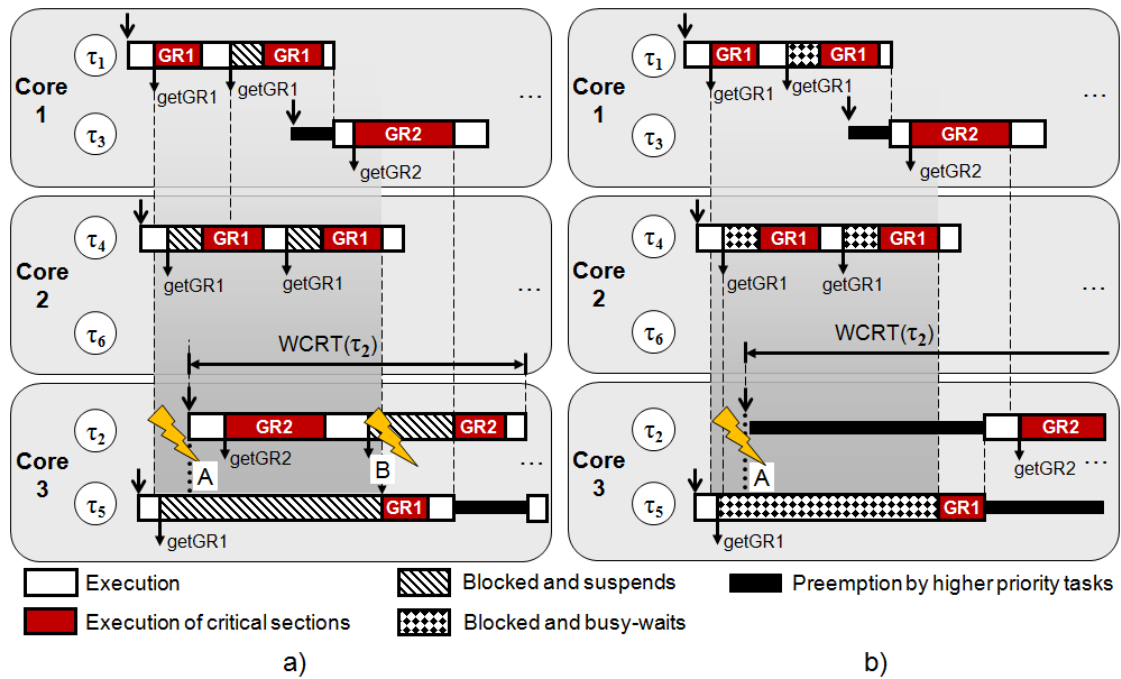 Core
1
τ1
GR1
GR1
getGR1
getGR1
...
τ3
GR2
getGR2
Core
2
τ4
GR1
GR1
getGR1
getGR1
...
τ6
WCRT(τ2)
Core
3
τ2
GR2
GR2
getGR2
A
B
...
τ5
GR1
getGR1
Core
1
τ1
GR1
GR1
getGR1
getGR1
...
τ3
GR2
getGR2
Core
2
τ4
GR1
GR1
getGR1
getGR1
...
τ6
WCRT(τ2)
Core
3
τ2
GR2
getGR2
A
...
τ5
GR1
getGR1
Execution
Blocked and suspends
Preemption by higher priority tasks
Execution of critical sections
Blocked and busy-waits
a)
b)